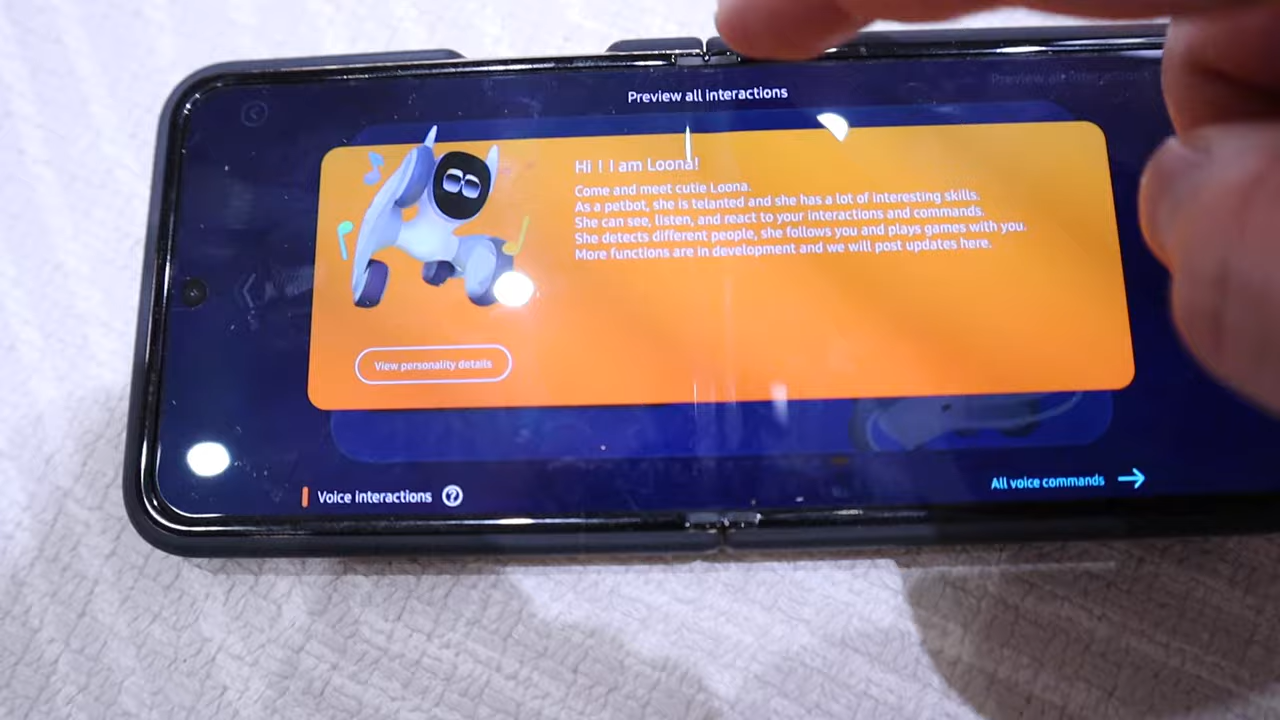 Preview all interactions
Preview all interactions
Hi ! I am Loona!
Come and meet cutie Loona.
As a petbot, she is telanted and she has a lot of interesting skills.
She can see, listen, and react to your interactions and commands.
She detects different people, she follows you and plays games with you.
More functions are in development and we will post updates here.
View personality details
Voice interactions ?
All voice commands